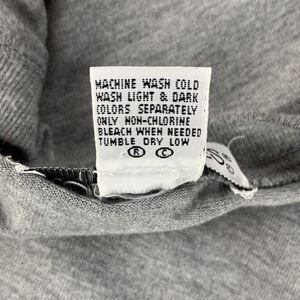 MACHINE WASH COLD
WASH LIGHT & DARK
COLORS SEPARATELY
ONLY NON-CHLORINE
BLEACH WHEN NEEDED
TUMBLE DRY LOW
R C